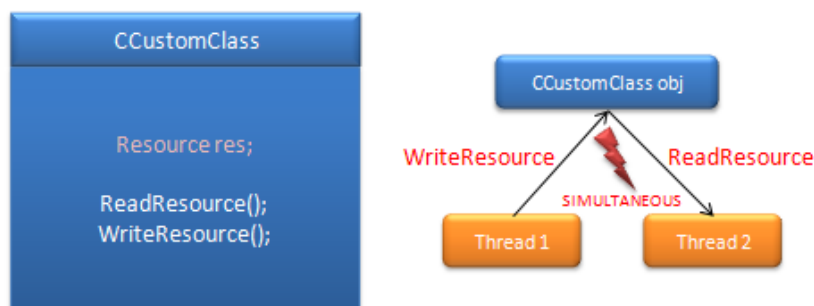 CCustomClass
Resource res;
ReadResource();
WriteResource();
CCustomClass obj
WriteResource
ReadResource
SIMULTANEOUS
Thread 1
Thread 2